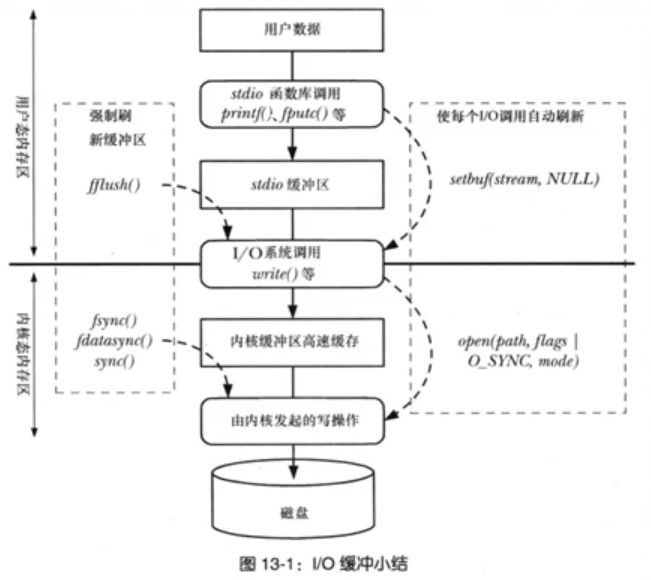 用户数据
stdio 函数库调用
printf()、fputc() 等
强制刷
新缓冲区
使每个I/O调用自动刷新
用户态内存区
fflush()
stdio 缓冲区
setbuf(stream, NULL)
I/O系统调用
write() 等
fsync()
fdatasync()
sync()
内核缓冲区高速缓存
open(path, flags |
O_SYNC, mode)
内核态内存区
由内核发起的写操作
磁盘
图 13-1：I/O 缓冲小结